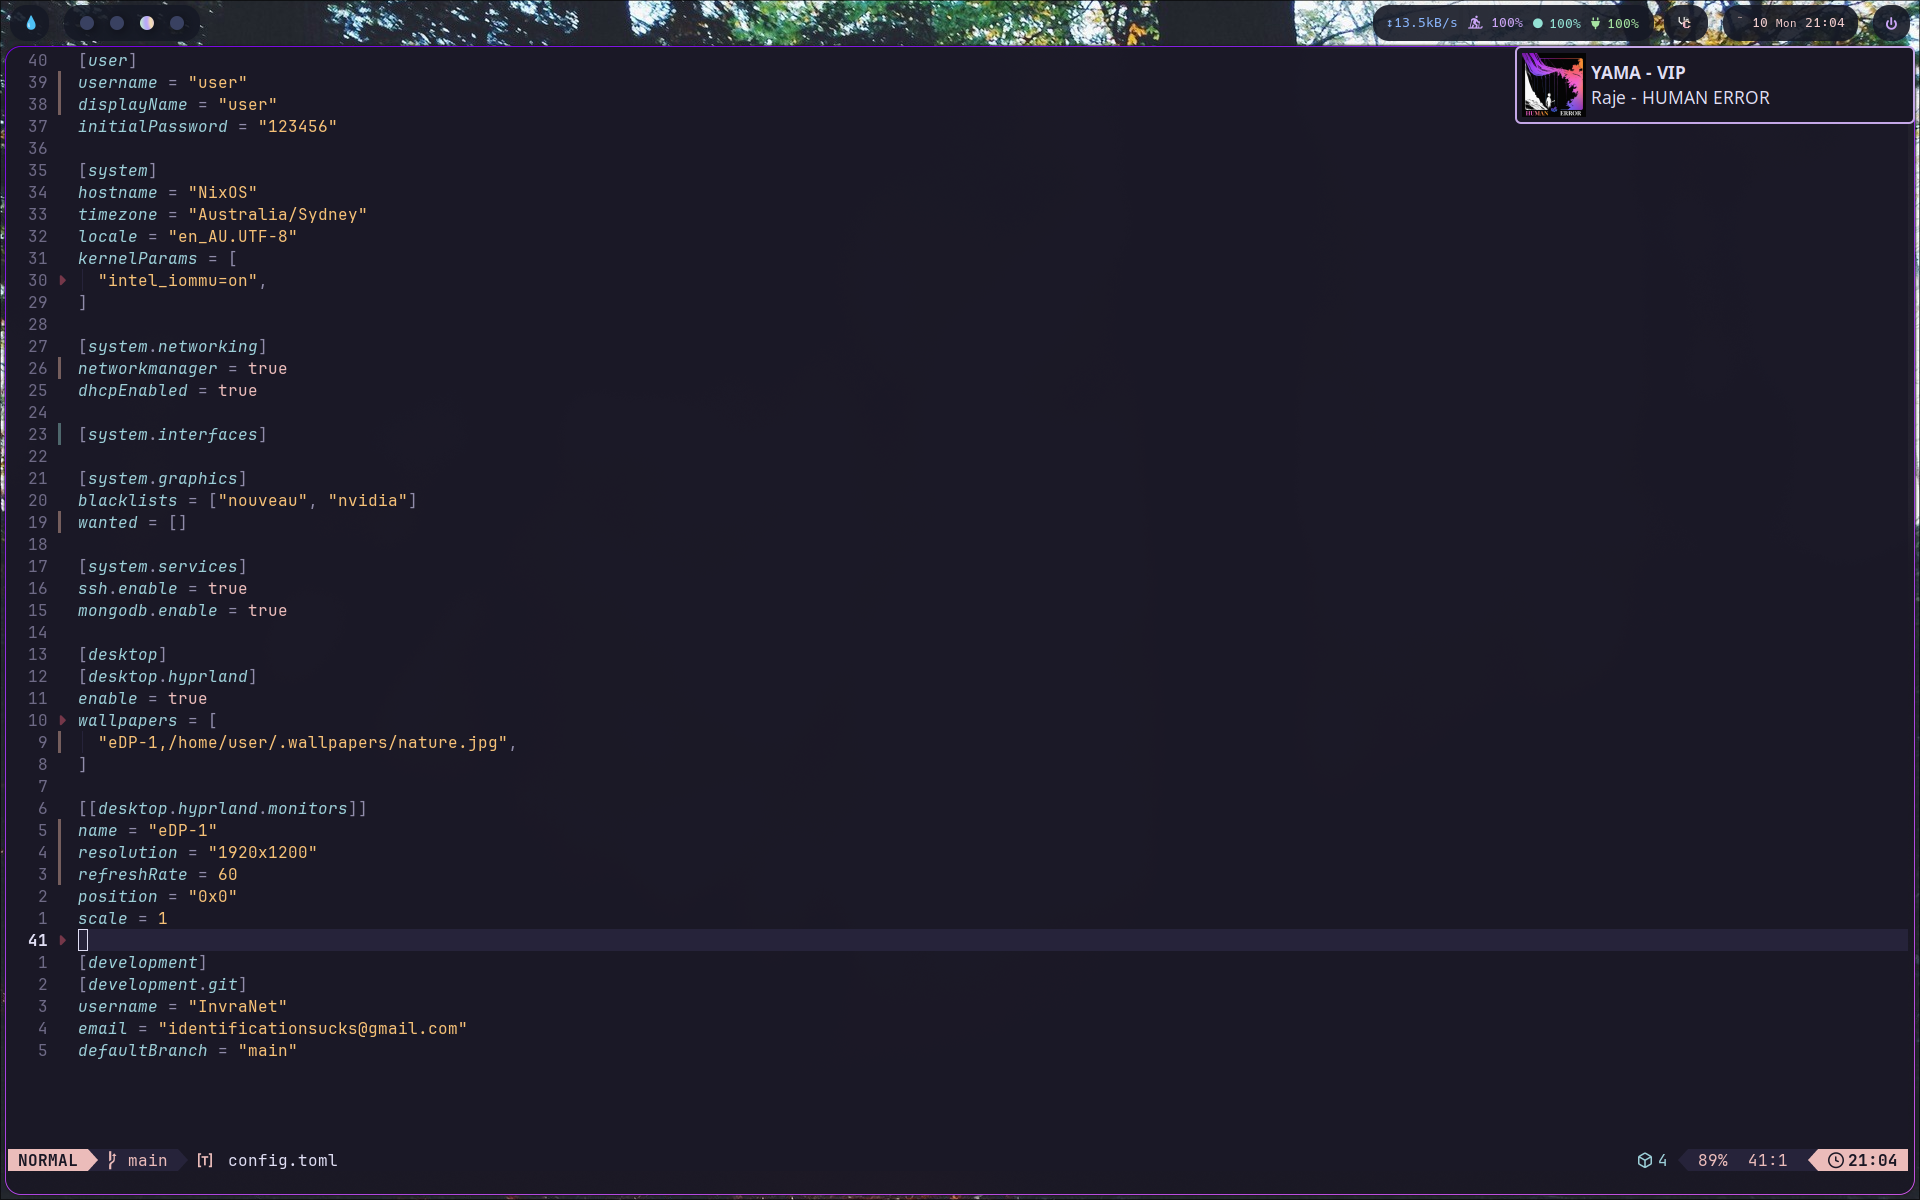 ↕13.5kB/s 100% 100% 100% 10 Mon 21:04
YAMA - VIP
Raje - HUMAN ERROR
HUMAN ERROR
40 [user]
39 username = "user"
38 displayName = "user"
37 initialPassword = "123456"
36
35 [system]
34 hostname = "NixOS"
33 timezone = "Australia/Sydney"
32 locale = "en_AU.UTF-8"
31 kernelParams = [
30 "intel_iommu=on",
29 ]
28
27 [system.networking]
26 networkmanager = true
25 dhcpEnabled = true
24
23 [system.interfaces]
22
21 [system.graphics]
20 blacklists = ["nouveau", "nvidia"]
19 wanted = []
18
17 [system.services]
16 ssh.enable = true
15 mongodb.enable = true
14
13 [desktop]
12 [desktop.hyprland]
11 enable = true
10 wallpapers = [
9 "eDP-1,/home/user/.wallpapers/nature.jpg",
8 ]
7
6 [[desktop.hyprland.monitors]]
5 name = "eDP-1"
4 resolution = "1920x1200"
3 refreshRate = 60
2 position = "0x0"
1 scale = 1
41
1 [development]
2 [development.git]
3 username = "InvraNet"
4 email = "identificationsucks@gmail.com"
5 defaultBranch = "main"
NORMAL main [T] config.toml 4 89% 41:1 21:04